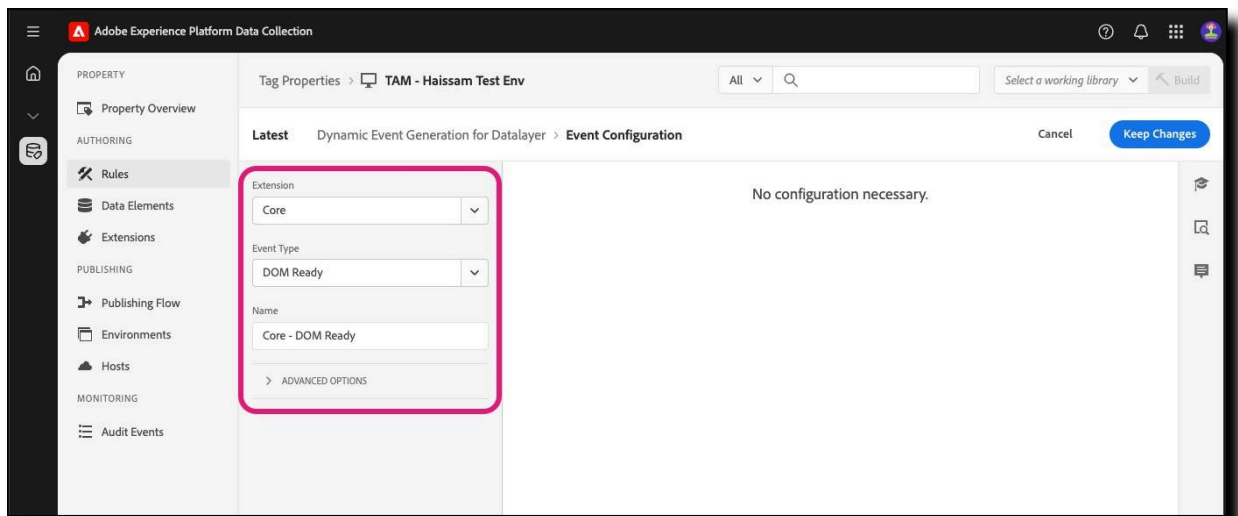 Adobe Experience Platform Data Collection
PROPERTY
Tag Properties > TAM - Haissam Test Env
All
Select a working library
Build
Property Overview
AUTHORING
Latest Dynamic Event Generation for Datalayer > Event Configuration
Cancel
Keep Changes
Rules
Data Elements
Extensions
PUBLISHING
Publishing Flow
Environments
Hosts
MONITORING
Audit Events
Extension
Core
Event Type
DOM Ready
Name
Core - DOM Ready
> ADVANCED OPTIONS
No configuration necessary.